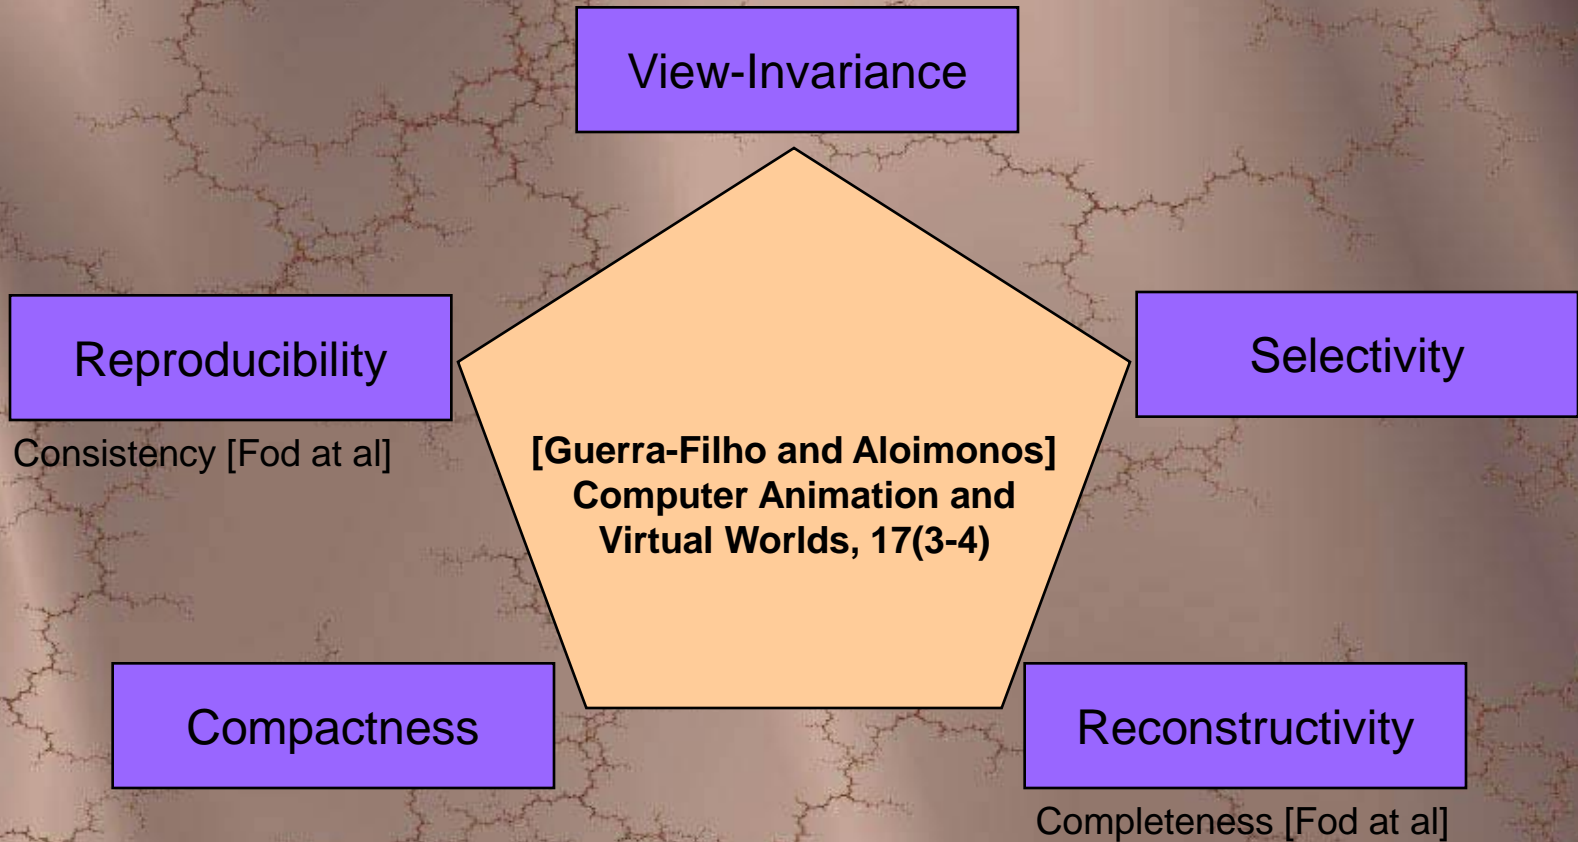 View-Invariance
Reproducibility
Selectivity
Consistency [Fod at al]
[Guerra-Filho and Aloimonos]
Computer Animation and
Virtual Worlds, 17(3-4)
Compactness
Reconstructivity
Completeness [Fod at al]